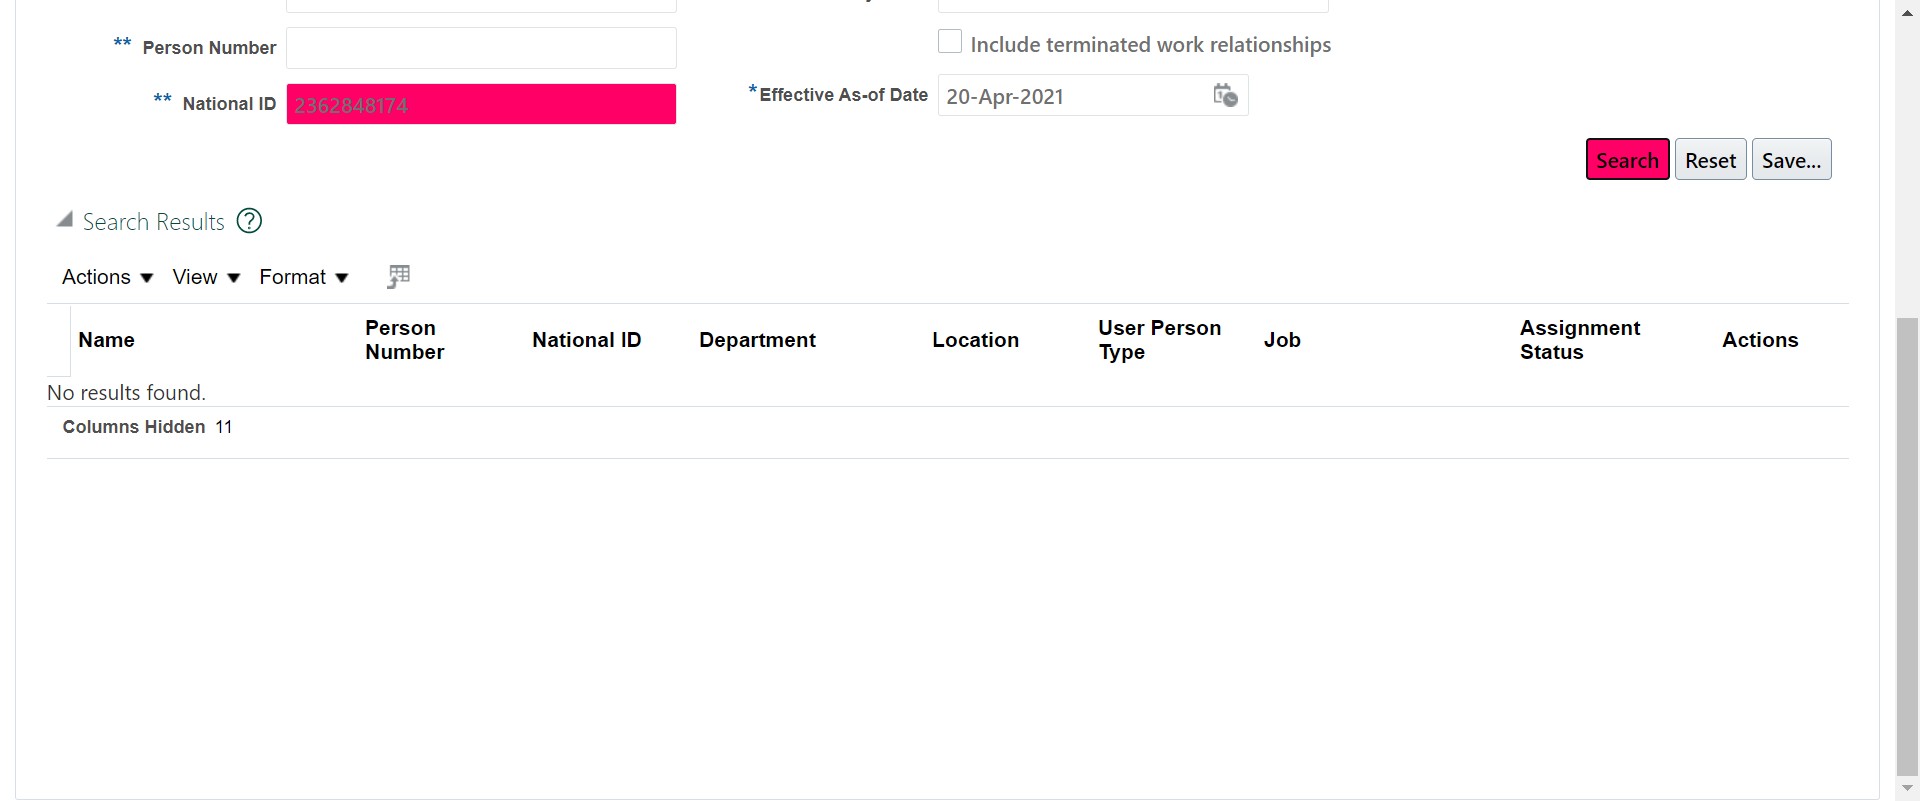 ** Person Number
Include terminated work relationships
** National ID 2362848174
*Effective As-of Date 20-Apr-2021
Search Reset Save...
Search Results ?
Actions View Format
Name Person Number National ID Department Location User Person Type Job Assignment Status Actions
No results found.
Columns Hidden 11